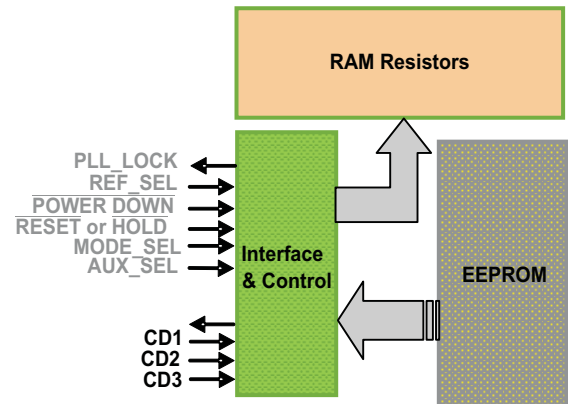 RAM Resistors
PLL_LOCK
REF_SEL
POWER DOWN
RESET or HOLD
MODE_SEL
AUX_SEL
Interface
& Control
EEPROM
CD1
CD2
CD3